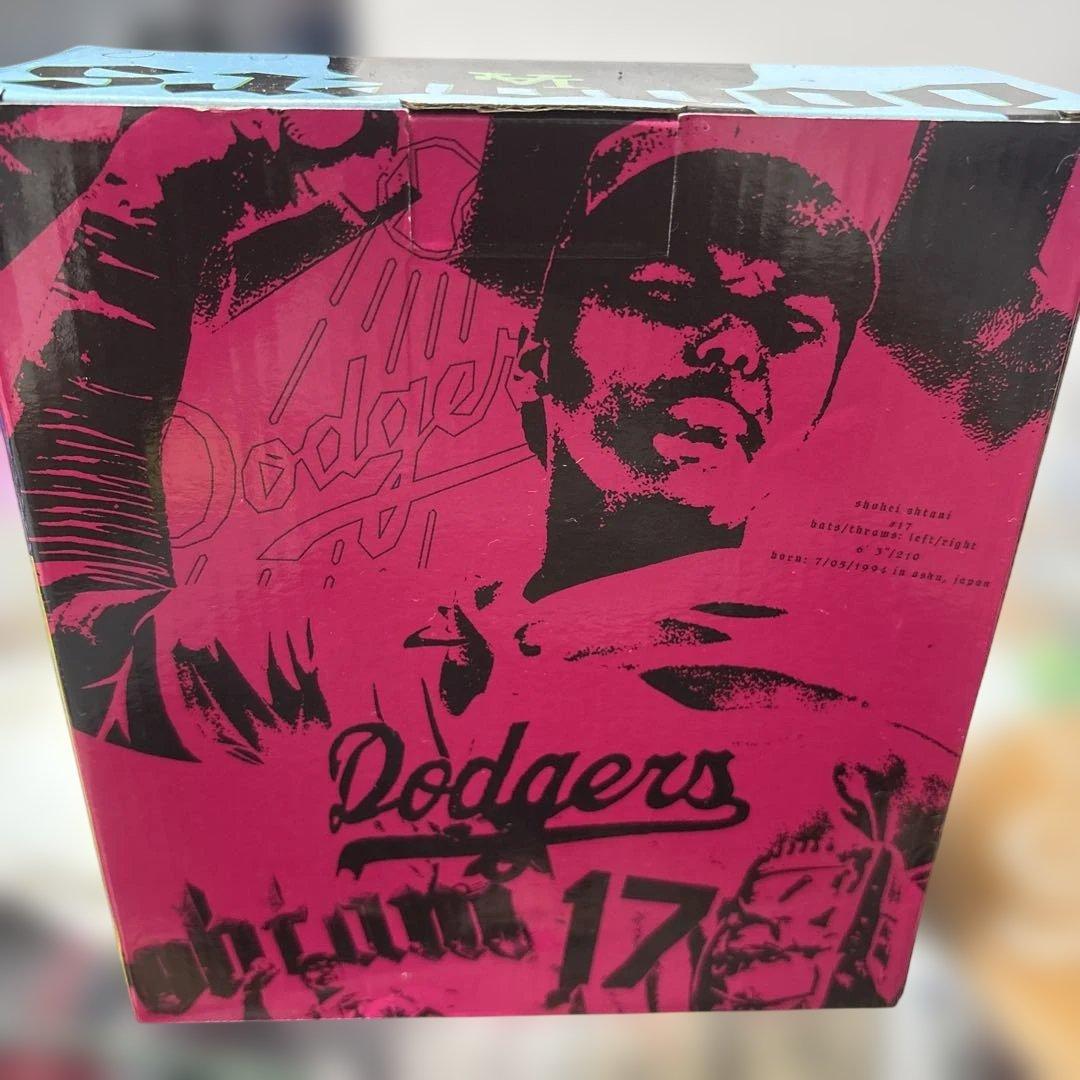 Dodgers
shohei ohtani
#17
bats/throws: left/right
6' 3"/210
born: 7/05/1994 in oshu, japan
Dodgers
ohtani 17